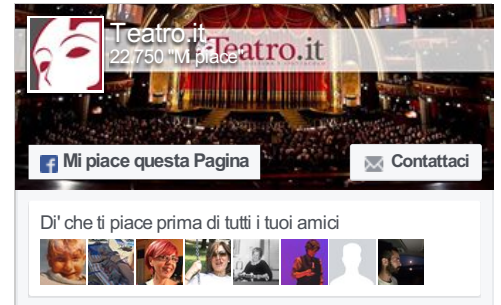 Teatro.it
22.750 "Mi piace"
Teatro.it
Mi piace questa Pagina
Contattaci
Di' che ti piace prima di tutti i tuoi amici